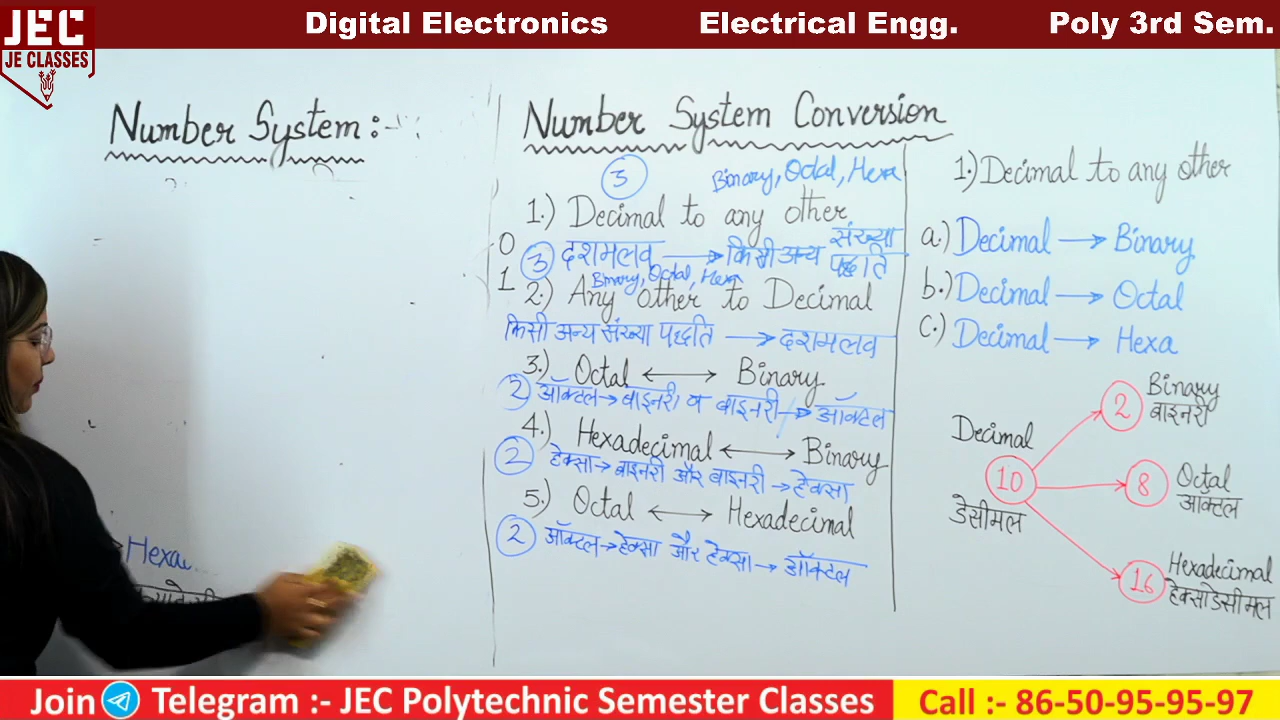 JEC
JE CLASSES
Digital Electronics Electrical Engg. Poly 3rd Sem.
Number System:-
Hexa
Number System Conversion
3 Binary, Octal, Hexa
1.) Decimal to any other
0
3 दशमलव → किसी अन्य संख्या पद्धति
1
Binary, Octal, Hexa
2.) Any other to Decimal
किसी अन्य संख्या पद्धति → दशमलव
3.) Octal ↔ Binary
2 ऑक्टल→बाइनरी व बाइनरी→ऑक्टल
4.) Hexadecimal ↔ Binary
2 हेक्सा→बाइनरी और बाइनरी→हेक्सा
5.) Octal ↔ Hexadecimal
2 ऑक्टल→हेक्सा और हेक्सा→ऑक्टल
1.) Decimal to any other
a.) Decimal → Binary
b.) Decimal → Octal
c.) Decimal → Hexa
Decimal
10
डेसीमल
2 Binary
बाइनरी
8 Octal
ऑक्टल
16 Hexadecimal
हेक्साडेसीमल
Join Telegram :- JEC Polytechnic Semester Classes
Call :- 86-50-95-95-97